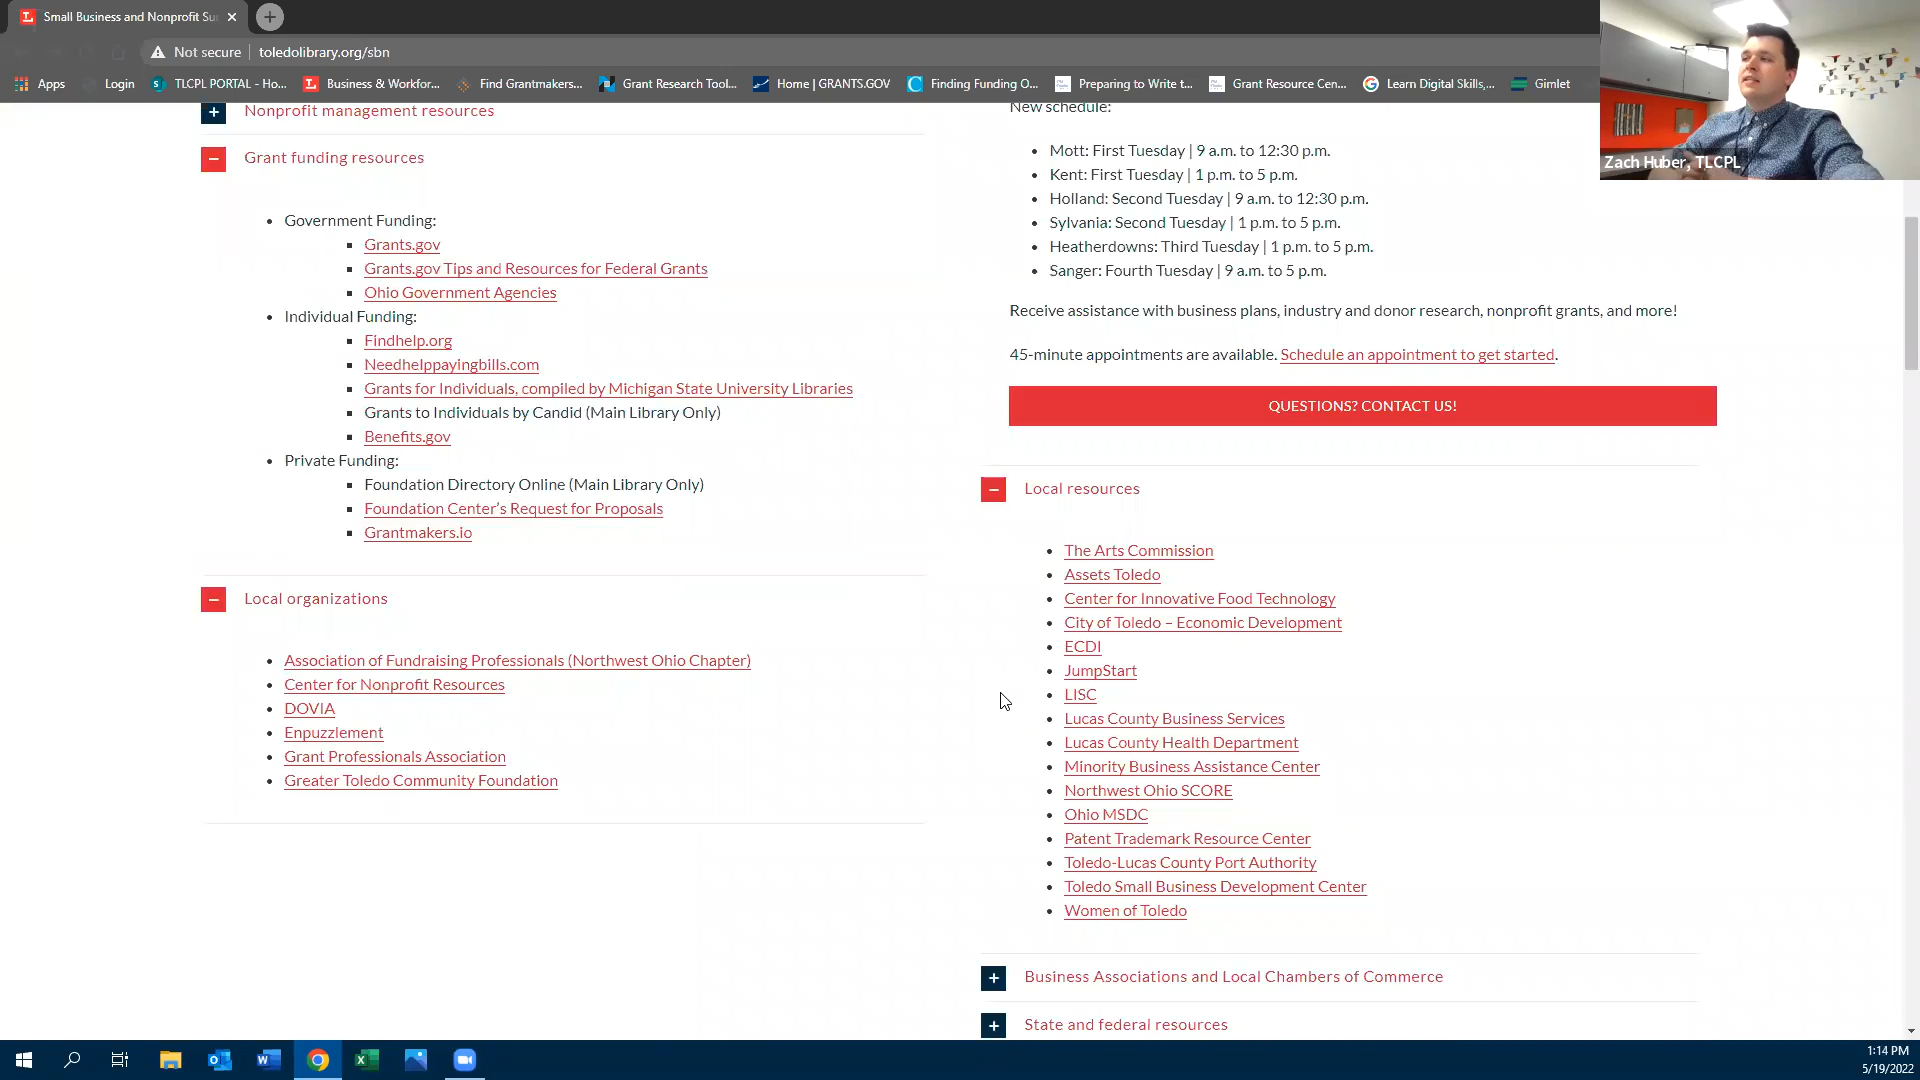 Small Business and Nonprofit Su
Not secure
toledolibrary.org/sbn
Apps
Login
TLCPL PORTAL - Ho...
Business & Workfor...
Find Grantmakers...
Grant Research Tool...
Home | GRANTS.GOV
Finding Funding O...
Preparing to Write t...
Grant Resource Cen...
Learn Digital Skills,...
Gimlet
Zach Huber, TLCPL
Nonprofit management resources
Grant funding resources
Government Funding:
Grants.gov
Grants.gov Tips and Resources for Federal Grants
Ohio Government Agencies
Individual Funding:
Findhelp.org
Needhelppayingbills.com
Grants for Individuals, compiled by Michigan State University Libraries
Grants to Individuals by Candid (Main Library Only)
Benefits.gov
Private Funding:
Foundation Directory Online (Main Library Only)
Foundation Center's Request for Proposals
Grantmakers.io
Local organizations
Association of Fundraising Professionals (Northwest Ohio Chapter)
Center for Nonprofit Resources
DOVIA
Enpuzzlement
Grant Professionals Association
Greater Toledo Community Foundation
New schedule:
Mott: First Tuesday | 9 a.m. to 12:30 p.m.
Kent: First Tuesday | 1 p.m. to 5 p.m.
Holland: Second Tuesday | 9 a.m. to 12:30 p.m.
Sylvania: Second Tuesday | 1 p.m. to 5 p.m.
Heatherdowns: Third Tuesday | 1 p.m. to 5 p.m.
Sanger: Fourth Tuesday | 9 a.m. to 5 p.m.
Receive assistance with business plans, industry and donor research, nonprofit grants, and more!
45-minute appointments are available. Schedule an appointment to get started.
QUESTIONS? CONTACT US!
Local resources
The Arts Commission
Assets Toledo
Center for Innovative Food Technology
City of Toledo – Economic Development
ECDI
JumpStart
LISC
Lucas County Business Services
Lucas County Health Department
Minority Business Assistance Center
Northwest Ohio SCORE
Ohio MSDC
Patent Trademark Resource Center
Toledo-Lucas County Port Authority
Toledo Small Business Development Center
Women of Toledo
Business Associations and Local Chambers of Commerce
State and federal resources
1:14 PM
5/19/2022